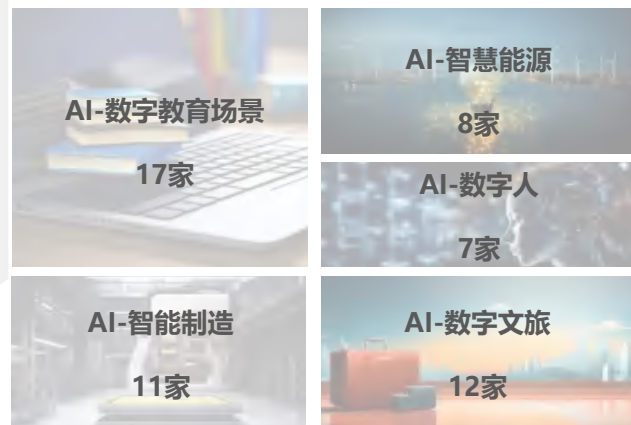 AI-数字教育场景
17家
AI-智慧能源
8家
AI-数字人
7家
AI-智能制造
11家
AI-数字文旅
12家